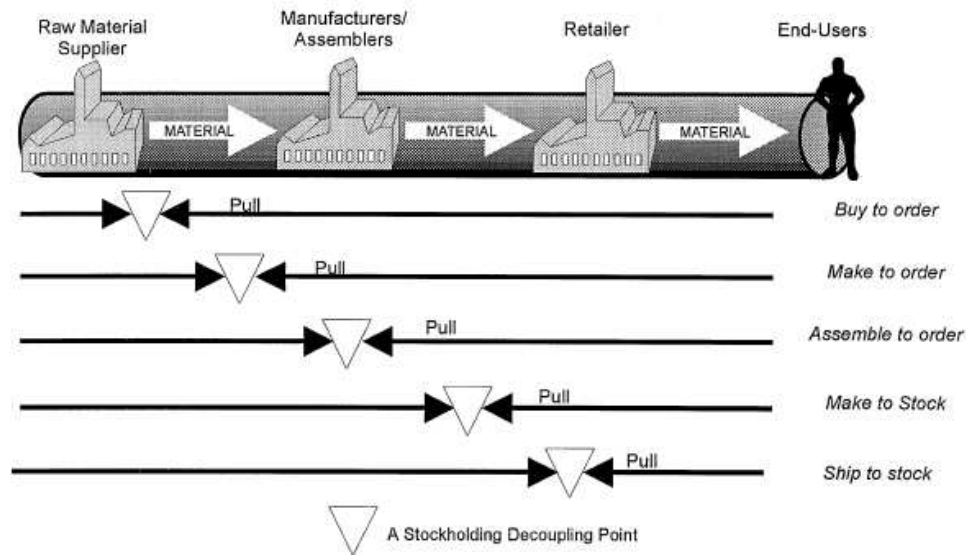 Raw Material
Supplier
Manufacturers/
Assemblers
Retailer
End-Users
MATERIAL
MATERIAL
MATERIAL
Pull
Buy to order
Pull
Make to order
Pull
Assemble to order
Pull
Make to Stock
Pull
Ship to stock
A Stockholding Decoupling Point